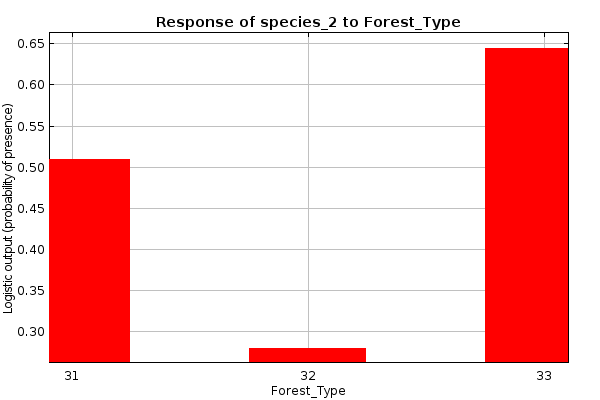 Response of species_2 to Forest_Type
Logistic output (probability of presence)
0.65
0.60
0.55
0.50
0.45
0.40
0.35
0.30
31 32 33
Forest_Type